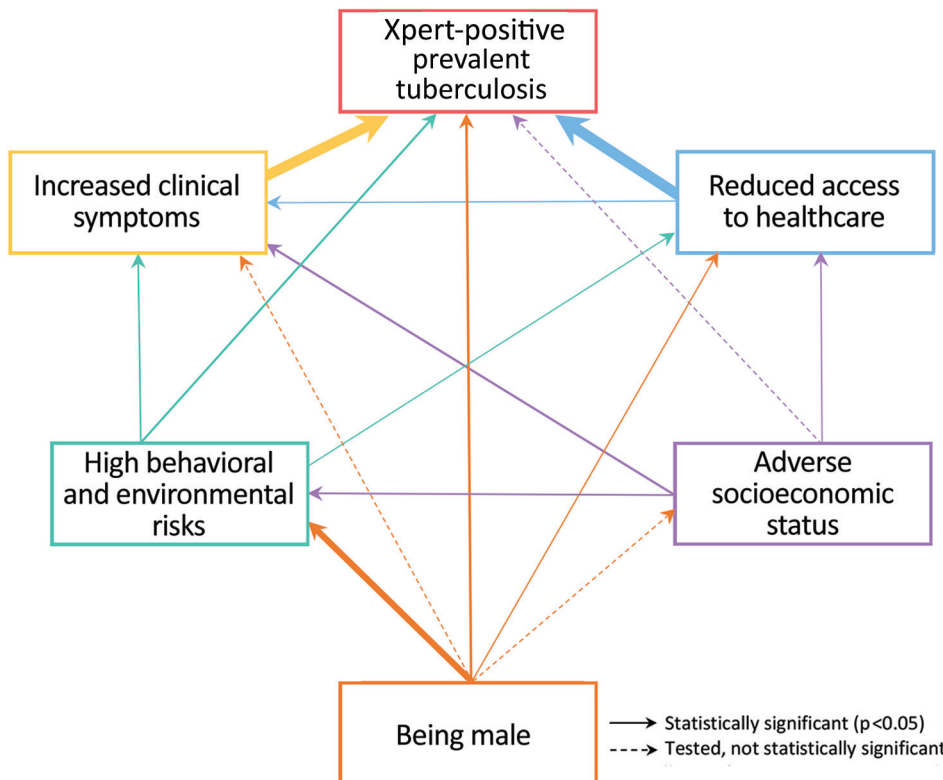 Xpert-positive
prevalent
tuberculosis
Increased clinical
symptoms
Reduced access
to healthcare
High behavioral
and environmental
risks
Adverse
socioeconomic
status
Being male
Statistically significant (p<0.05)
Tested, not statistically significant